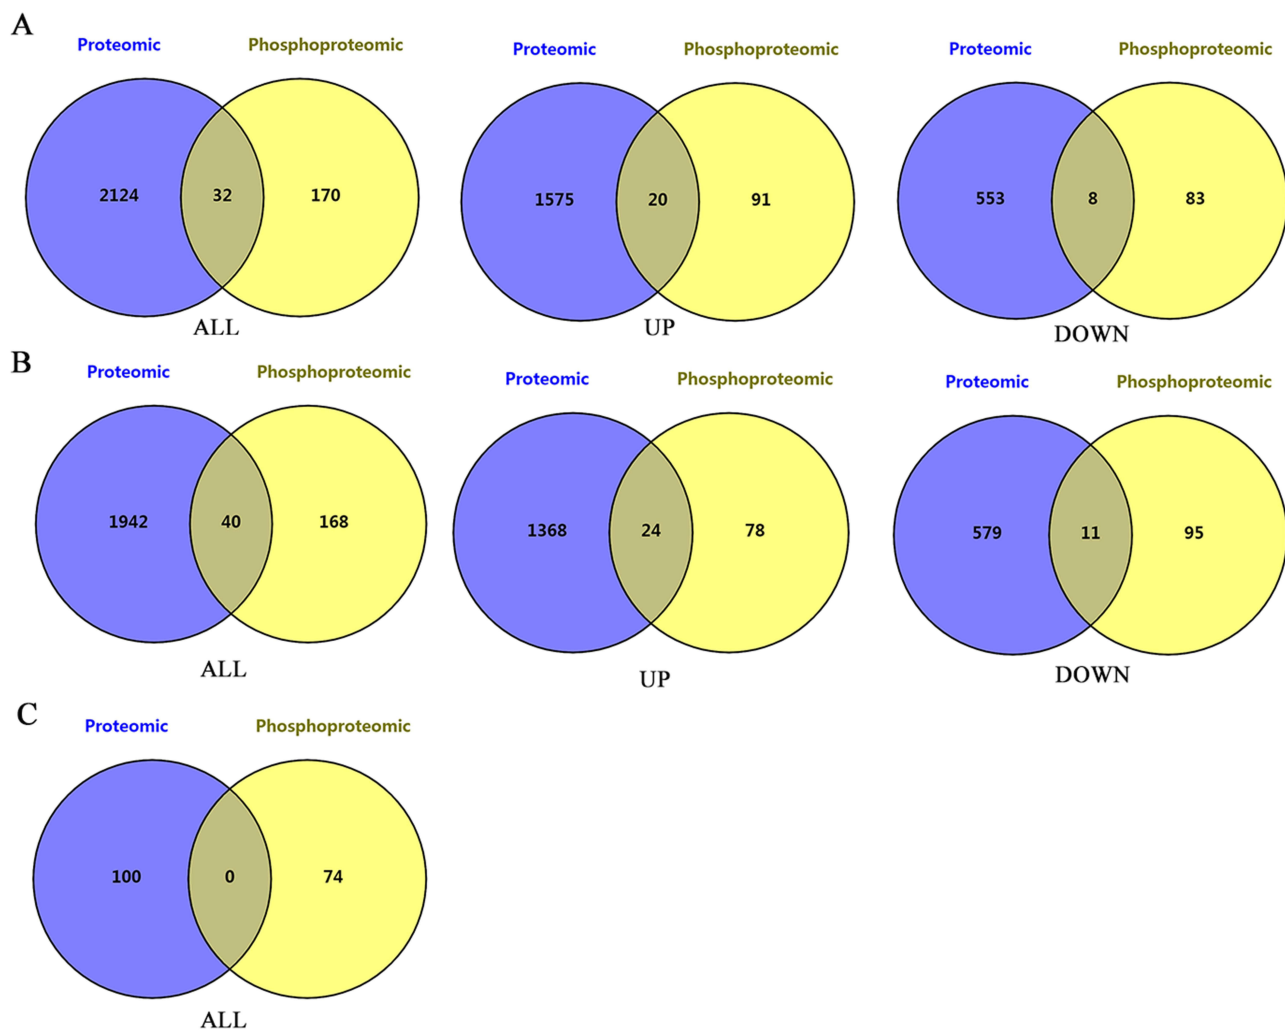 A
Proteomic Phosphoproteomic
2124 32 170
ALL
Proteomic Phosphoproteomic
1575 20 91
UP
Proteomic Phosphoproteomic
553 8 83
DOWN
B
Proteomic Phosphoproteomic
1942 40 168
ALL
Proteomic Phosphoproteomic
1368 24 78
UP
Proteomic Phosphoproteomic
579 11 95
DOWN
C
Proteomic Phosphoproteomic
100 0 74
ALL